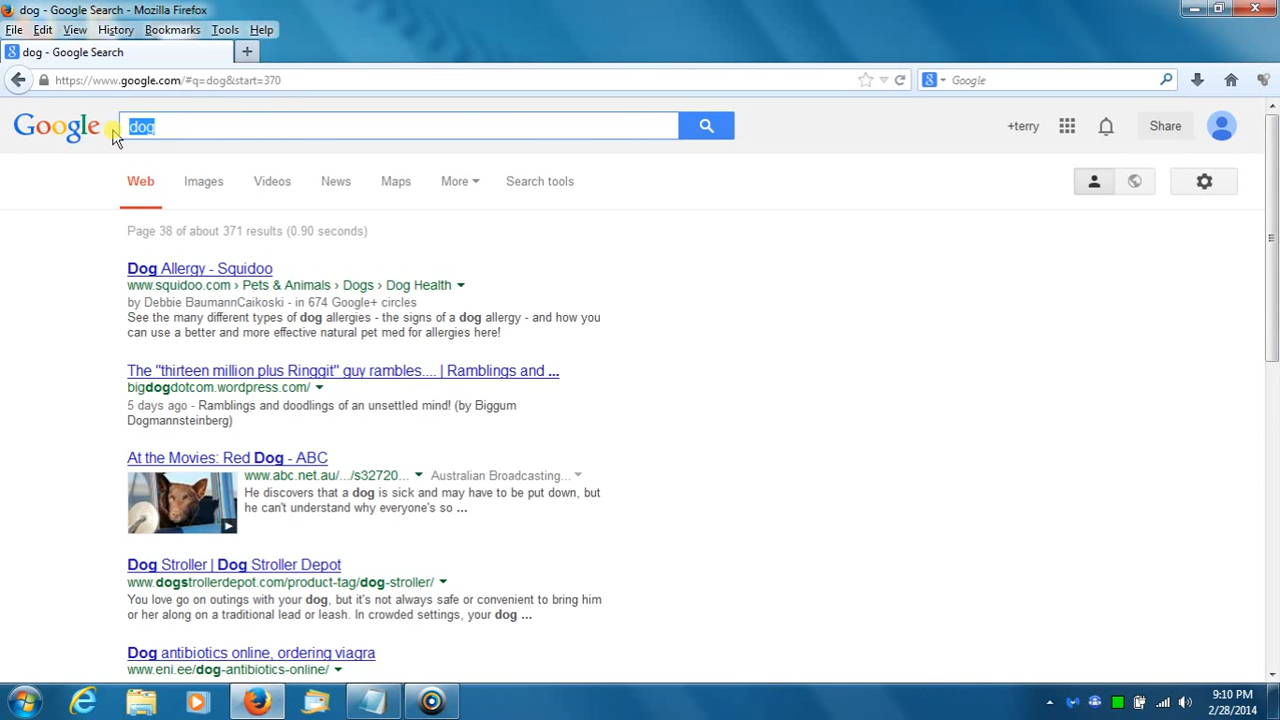 dog - Google Search - Mozilla Firefox
File Edit View History Bookmarks Tools Help
dog - Google Search
https://www.google.com/#q=dog&start=370
Google
Google dog
+terry
Share
Web Images Videos News Maps More Search tools
Page 38 of about 371 results (0.90 seconds)
Dog Allergy - Squidoo
www.squidoo.com › Pets & Animals › Dogs › Dog Health
by Debbie BaumannCaikoski - in 674 Google+ circles
See the many different types of dog allergies - the signs of a dog allergy - and how you
can use a better and more effective natural pet med for allergies here!
The "thirteen million plus Ringgit" guy rambles.... | Ramblings and ...
bigdogdotcom.wordpress.com/
5 days ago - Ramblings and doodlings of an unsettled mind! (by Biggum
Dogmannsteinberg)
At the Movies: Red Dog - ABC
www.abc.net.au/.../s32720... Australian Broadcasting...
He discovers that a dog is sick and may have to be put down, but
he can't understand why everyone's so ...
Dog Stroller | Dog Stroller Depot
www.dogstrollerdepot.com/product-tag/dog-stroller/
You love go on outings with your dog, but it's not always safe or convenient to bring him
or her along on a traditional lead or leash. In crowded settings, your dog ...
Dog antibiotics online, ordering viagra
www.eni.ee/dog-antibiotics-online/
9:10 PM
2/28/2014